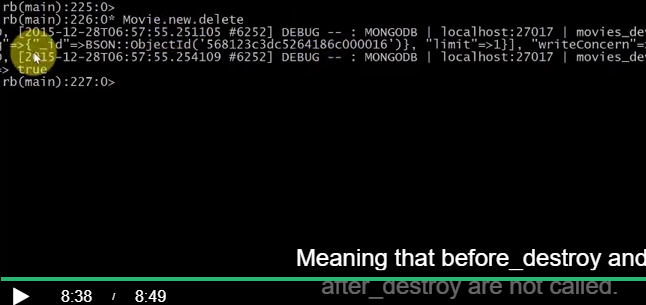 rb(main):225:0>
rb(main):226:0* Movie.new.delete
, [2015-12-28T06:57:55.251105 #6252] DEBUG -- : MONGODB | localhost:27017 | movies_dev
"=>{"_id"=>BSON::ObjectId('568123c3dc5264186c000016')}, "limit"=>1}], "writeConcern"=
, [2015-12-28T06:57:55.254109 #6252] DEBUG -- : MONGODB | localhost:27017 | movies_dev
=> true
rb(main):227:0>
Meaning that before_destroy and
after_destroy are not called.
8:38 / 8:49